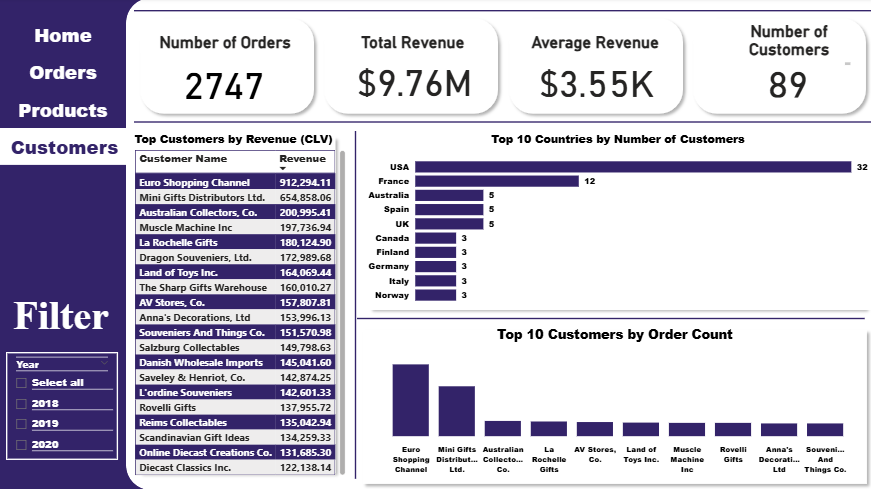 Home
Orders
Products
Customers
Filter
Year
Select all
2018
2019
2020
Number of Orders
2747
Total Revenue
$9.76M
Average Revenue
$3.55K
Number of
Customers
89
Top Customers by Revenue (CLV)
Customer Name Revenue
Euro Shopping Channel 912,294.11
Mini Gifts Distributors Ltd. 654,858.06
Australian Collectors, Co. 200,995.41
Muscle Machine Inc 197,736.94
La Rochelle Gifts 180,124.90
Dragon Souveniers, Ltd. 172,989.68
Land of Toys Inc. 164,069.44
The Sharp Gifts Warehouse 160,010.27
AV Stores, Co. 157,807.81
Anna's Decorations, Ltd 153,996.13
Souveniers And Things Co. 151,570.98
Salzburg Collectables 149,798.63
Danish Wholesale Imports 145,041.60
Saveley & Henriot, Co. 142,874.25
L'ordine Souveniers 142,601.33
Rovelli Gifts 137,955.72
Reims Collectables 135,042.94
Scandinavian Gift Ideas 134,259.33
Online Diecast Creations Co. 131,685.30
Diecast Classics Inc. 122,138.14
Top 10 Countries by Number of Customers
USA 32
France 12
Australia 5
Spain 5
UK 5
Canada 3
Finland 3
Germany 3
Italy 3
Norway 3
Top 10 Customers by Order Count
Euro
Shopping
Channel
Mini Gifts
Distribut...
Ltd.
Australian
Collecto...
Co.
La
Rochelle
Gifts
AV Stores,
Co.
Land of
Toys Inc.
Muscle
Machine
Inc
Rovelli
Gifts
Anna's
Decorati...
Ltd
Souveni...
And
Things Co.